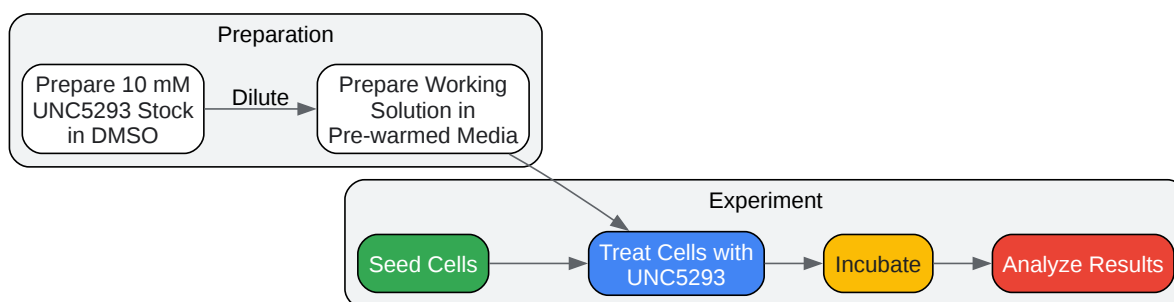 Preparation
Prepare 10 mM
UNC5293 Stock
in DMSO
Dilute
Prepare Working
Solution in
Pre-warmed Media
Experiment
Seed Cells
Treat Cells with
UNC5293
Incubate
Analyze Results